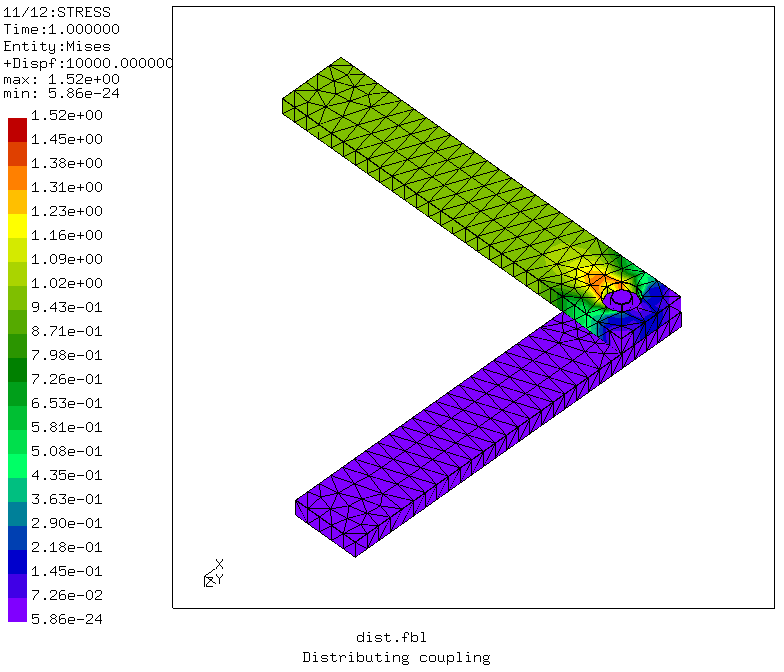 11/12:STRESS
Time:1.000000
Entity:Mises
+Dispf:10000.000000
max: 1.52e+00
min: 5.86e-24
1.52e+00
1.45e+00
1.38e+00
1.31e+00
1.23e+00
1.16e+00
1.09e+00
1.02e+00
9.43e-01
8.71e-01
7.98e-01
7.26e-01
6.53e-01
5.81e-01
5.08e-01
4.35e-01
3.63e-01
2.90e-01
2.18e-01
1.45e-01
7.26e-02
5.86e-24
X
Y
Z
dist.fbl
Distributing coupling